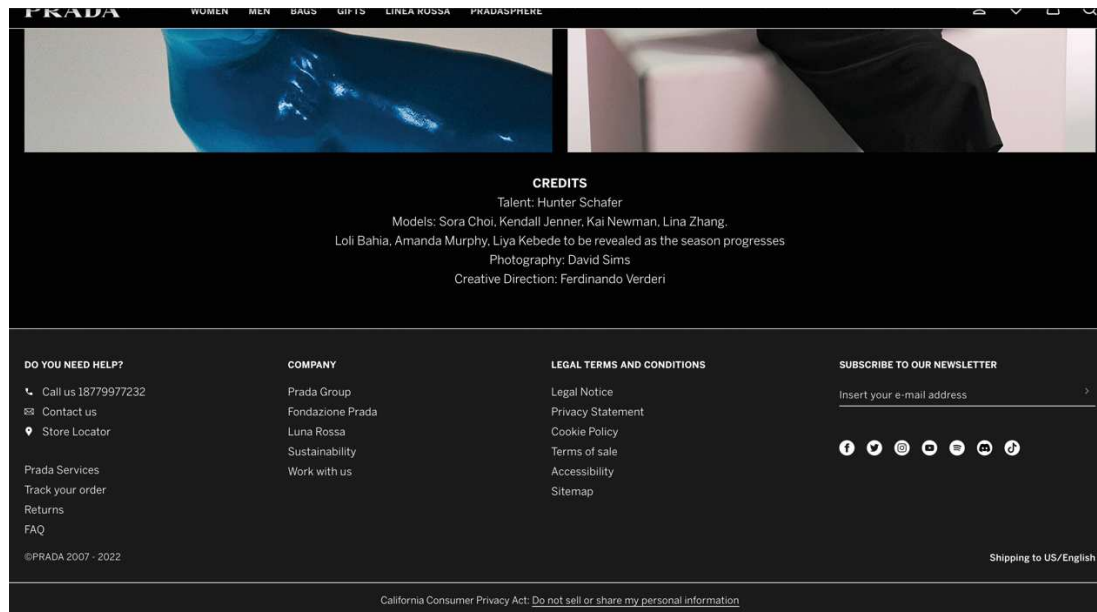 PRADA WOMEN MEN BAGS GIFTS LINEA ROSSA PRADASPHERE
CREDITS
Talent: Hunter Schafer
Models: Sora Choi, Kendall Jenner, Kai Newman, Lina Zhang.
Loli Bahia, Amanda Murphy, Liya Kebede to be revealed as the season progresses
Photography: David Sims
Creative Direction: Ferdinando Verderi
DO YOU NEED HELP?
Call us 18779977232
Contact us
Store Locator
Prada Services
Track your order
Returns
FAQ
COMPANY
Prada Group
Fondazione Prada
Luna Rossa
Sustainability
Work with us
LEGAL TERMS AND CONDITIONS
Legal Notice
Privacy Statement
Cookie Policy
Terms of sale
Accessibility
Sitemap
SUBSCRIBE TO OUR NEWSLETTER
Insert your e-mail address
©PRADA 2007 - 2022
Shipping to US/English
California Consumer Privacy Act: Do not sell or share my personal information